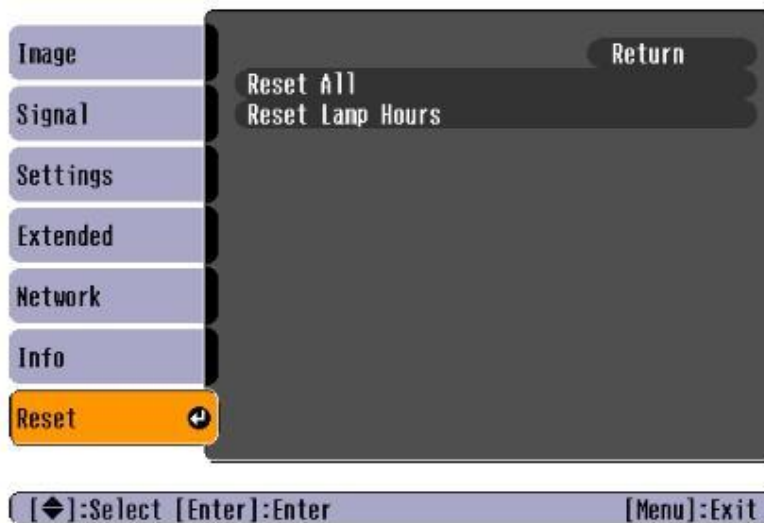 Image
Signal
Settings
Extended
Network
Info
Reset
Return
Reset All
Reset Lamp Hours
[◆]:Select [Enter]:Enter
[Menu]:Exit